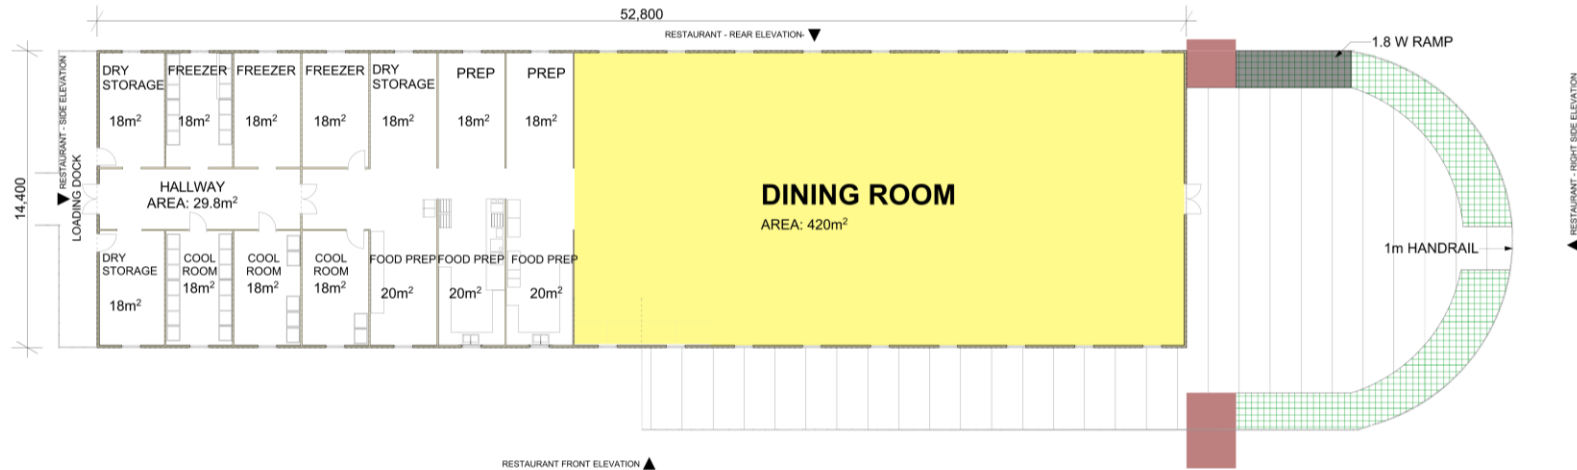 52,800
RESTAURANT - REAR ELEVATION
1.8 W RAMP
RESTAURANT - SIDE ELEVATION
LOADING DOCK
14,400
DRY
STORAGE
18m²
FREEZER
18m²
FREEZER
18m²
FREEZER
18m²
DRY
STORAGE
18m²
PREP
18m²
PREP
18m²
HALLWAY
AREA: 29.8m²
DINING ROOM
AREA: 420m²
DRY
STORAGE
18m²
COOL
ROOM
18m²
COOL
ROOM
18m²
COOL
ROOM
18m²
FOOD PREP
20m²
FOOD PREP
20m²
FOOD PREP
20m²
1m HANDRAIL
RESTAURANT - RIGHT SIDE ELEVATION
RESTAURANT FRONT ELEVATION